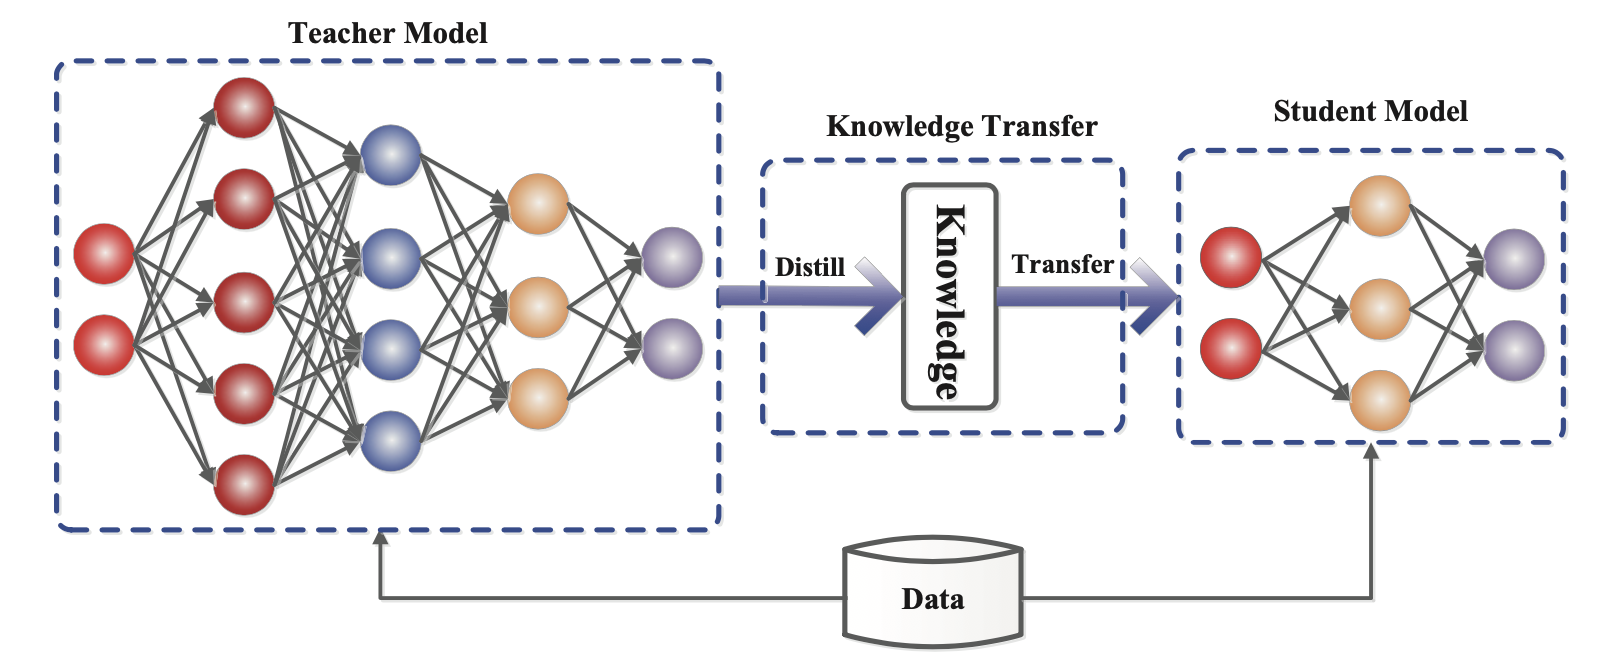 Teacher Model
Knowledge Transfer
Student Model
Distill
Knowledge
Transfer
Data